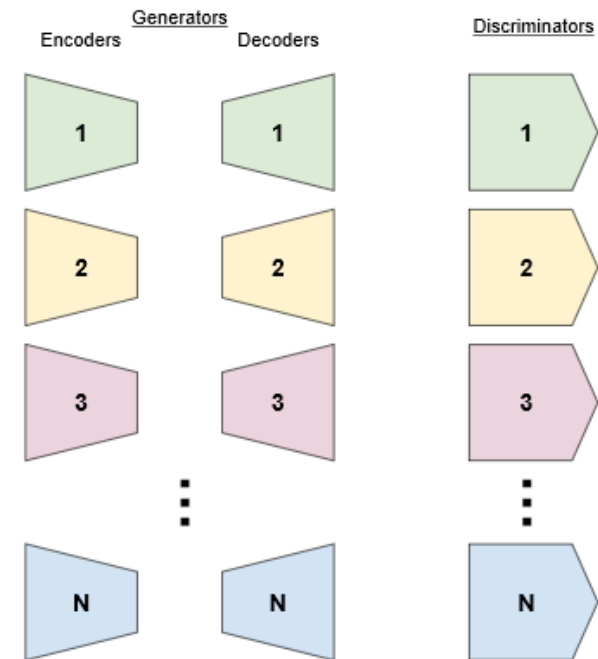 Generators
Encoders Decoders Discriminators
1 1 1
2 2 2
3 3 3
N N N